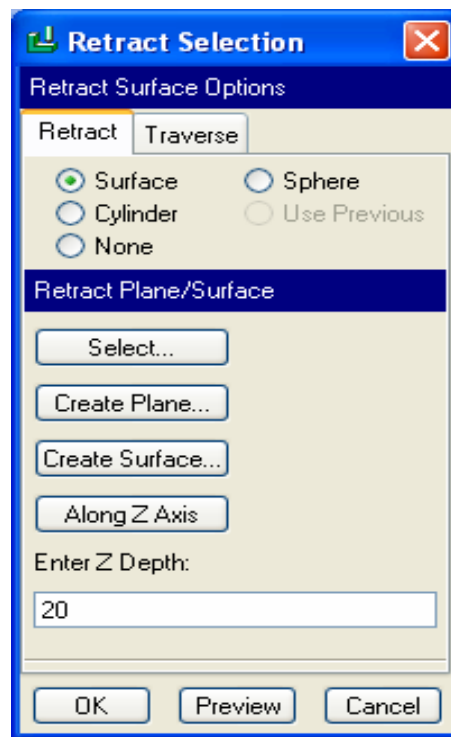 Retract Selection
Retract Surface Options
Retract Traverse
Surface Sphere
Cylinder Use Previous
None
Retract Plane/Surface
Select...
Create Plane...
Create Surface...
Along Z Axis
Enter Z Depth:
20
OK Preview Cancel